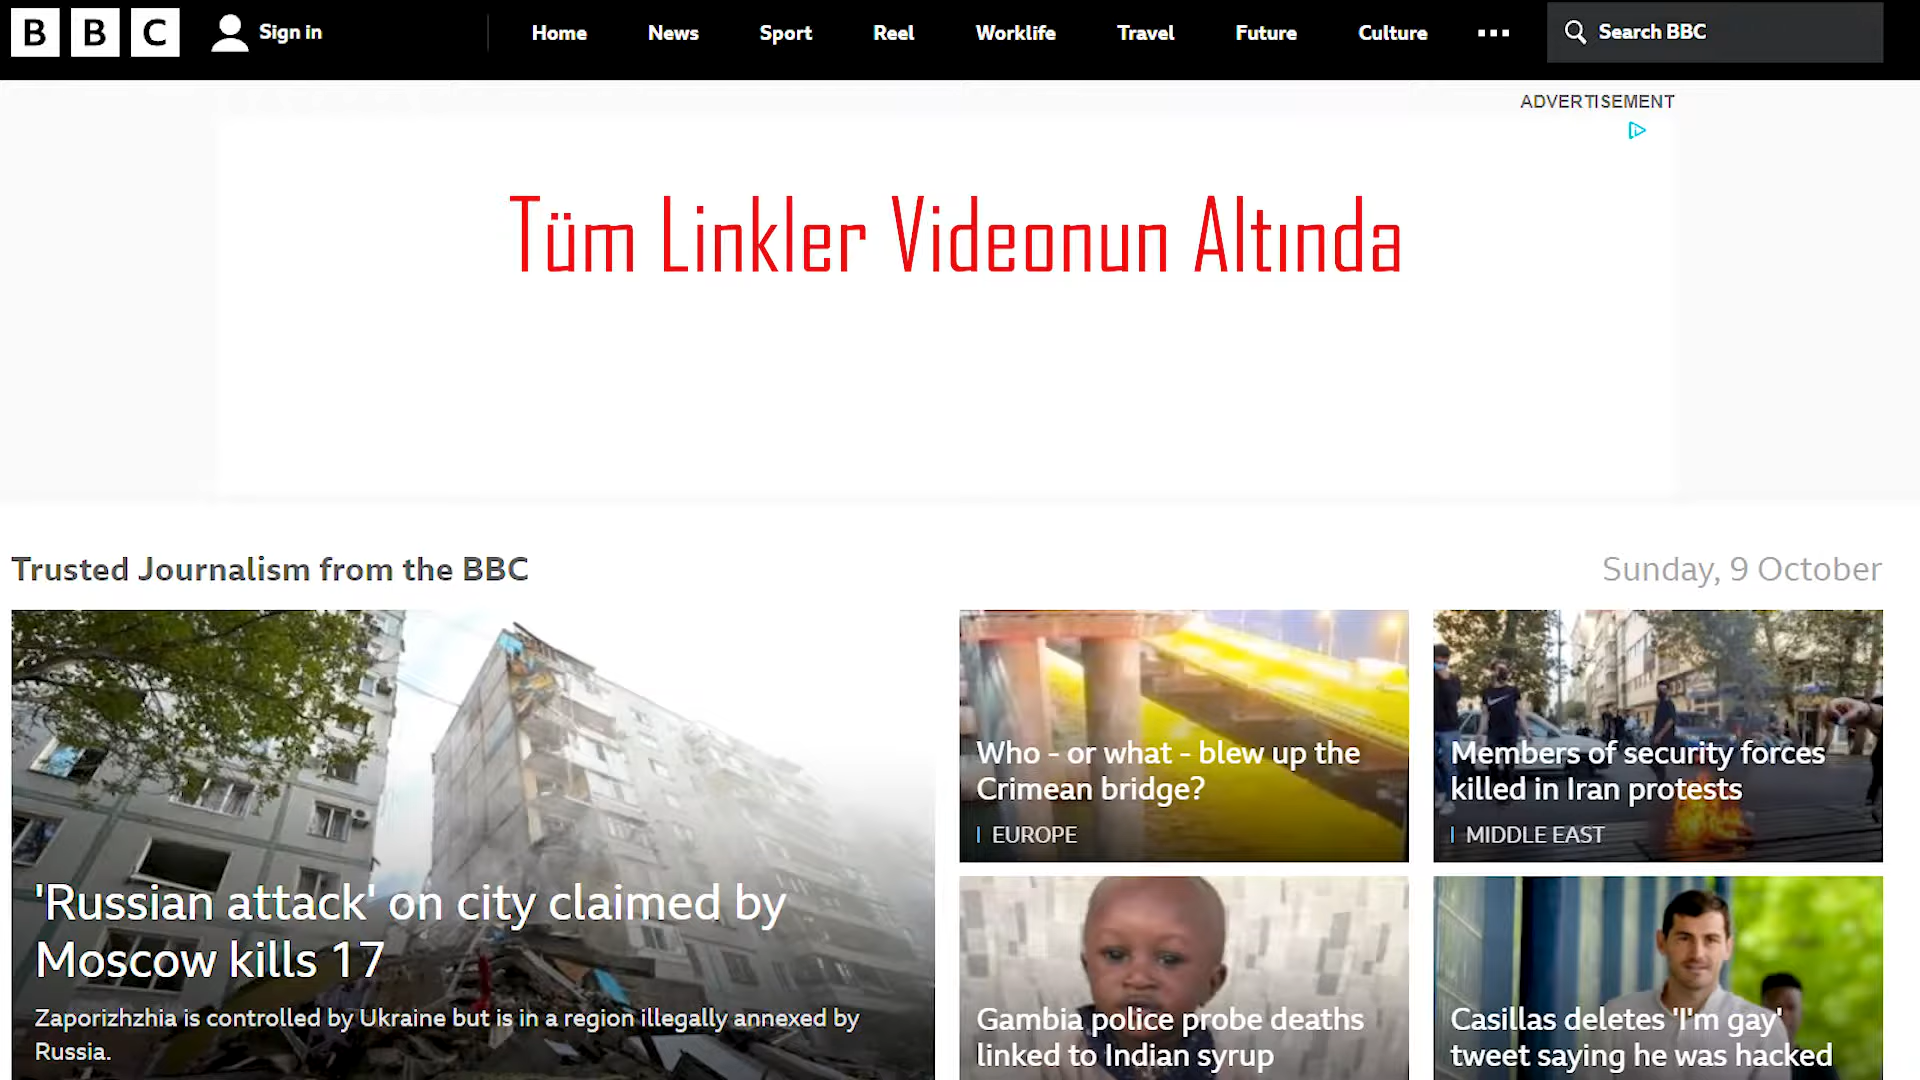 BBC
Sign in
Home News Sport Reel Worklife Travel Future Culture
Search BBC
ADVERTISEMENT
Tüm Linkler Videonun Altında
Trusted Journalism from the BBC
Sunday, 9 October
'Russian attack' on city claimed by
Moscow kills 17
Zaporizhzhia is controlled by Ukraine but is in a region illegally annexed by
Russia.
Who - or what - blew up the
Crimean bridge?
EUROPE
Members of security forces
killed in Iran protests
MIDDLE EAST
Gambia police probe deaths
linked to Indian syrup
Casillas deletes 'I'm gay'
tweet saying he was hacked